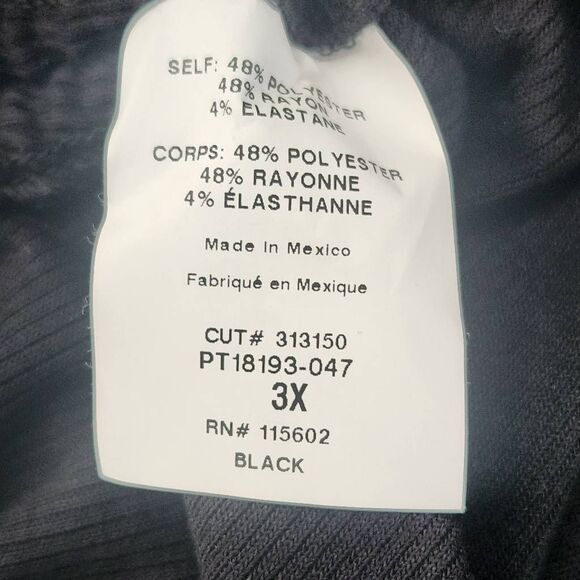 SELF: 48% POLYESTER
48% RAYON
4% ELASTANE
CORPS: 48% POLYESTER
48% RAYONNE
4% ÉLASTHANNE
Made in Mexico
Fabriqué en Mexique
CUT# 313150
PT18193-047
3X
RN# 115602
BLACK